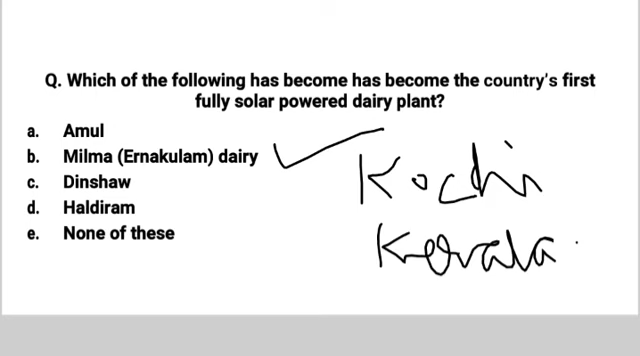 Q. Which of the following has become has become the country's first
fully solar powered dairy plant?
a. Amul
b. Milma (Ernakulam) dairy
c. Dinshaw
d. Haldiram
e. None of these
Kochi
Kerala